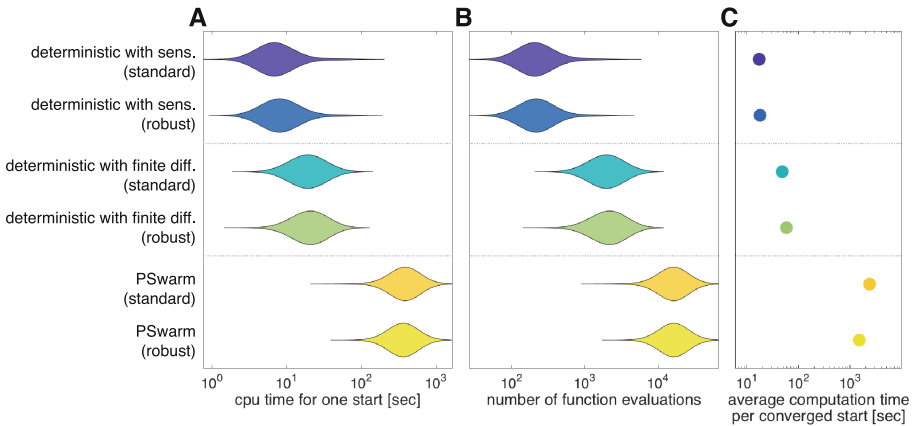 A
B
C
deterministic with sens.
(standard)
deterministic with sens.
(robust)
deterministic with finite diff.
(standard)
deterministic with finite diff.
(robust)
PSwarm
(standard)
PSwarm
(robust)
10⁰ 10¹ 10² 10³
cpu time for one start [sec]
10² 10³ 10⁴
number of function evaluations
10¹ 10² 10³
average computation time
per converged start [sec]